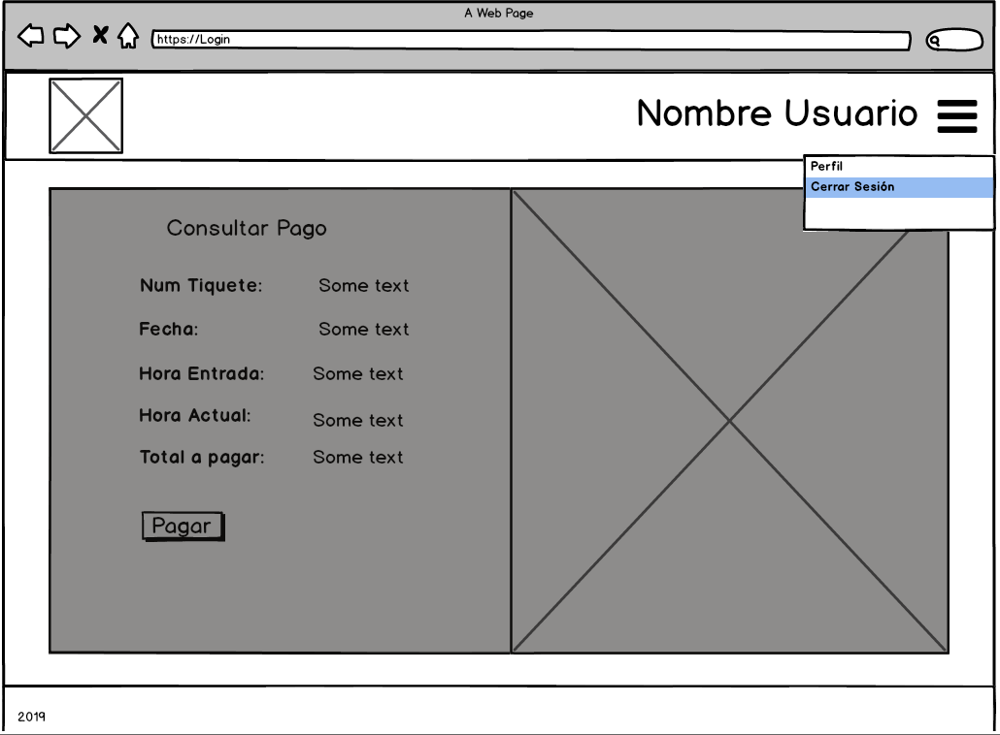 A Web Page
https://Login
Nombre Usuario
Perfil
Cerrar Sesión
Consultar Pago
Num Tiquete: Some text
Fecha: Some text
Hora Entrada: Some text
Hora Actual: Some text
Total a pagar: Some text
Pagar
2019